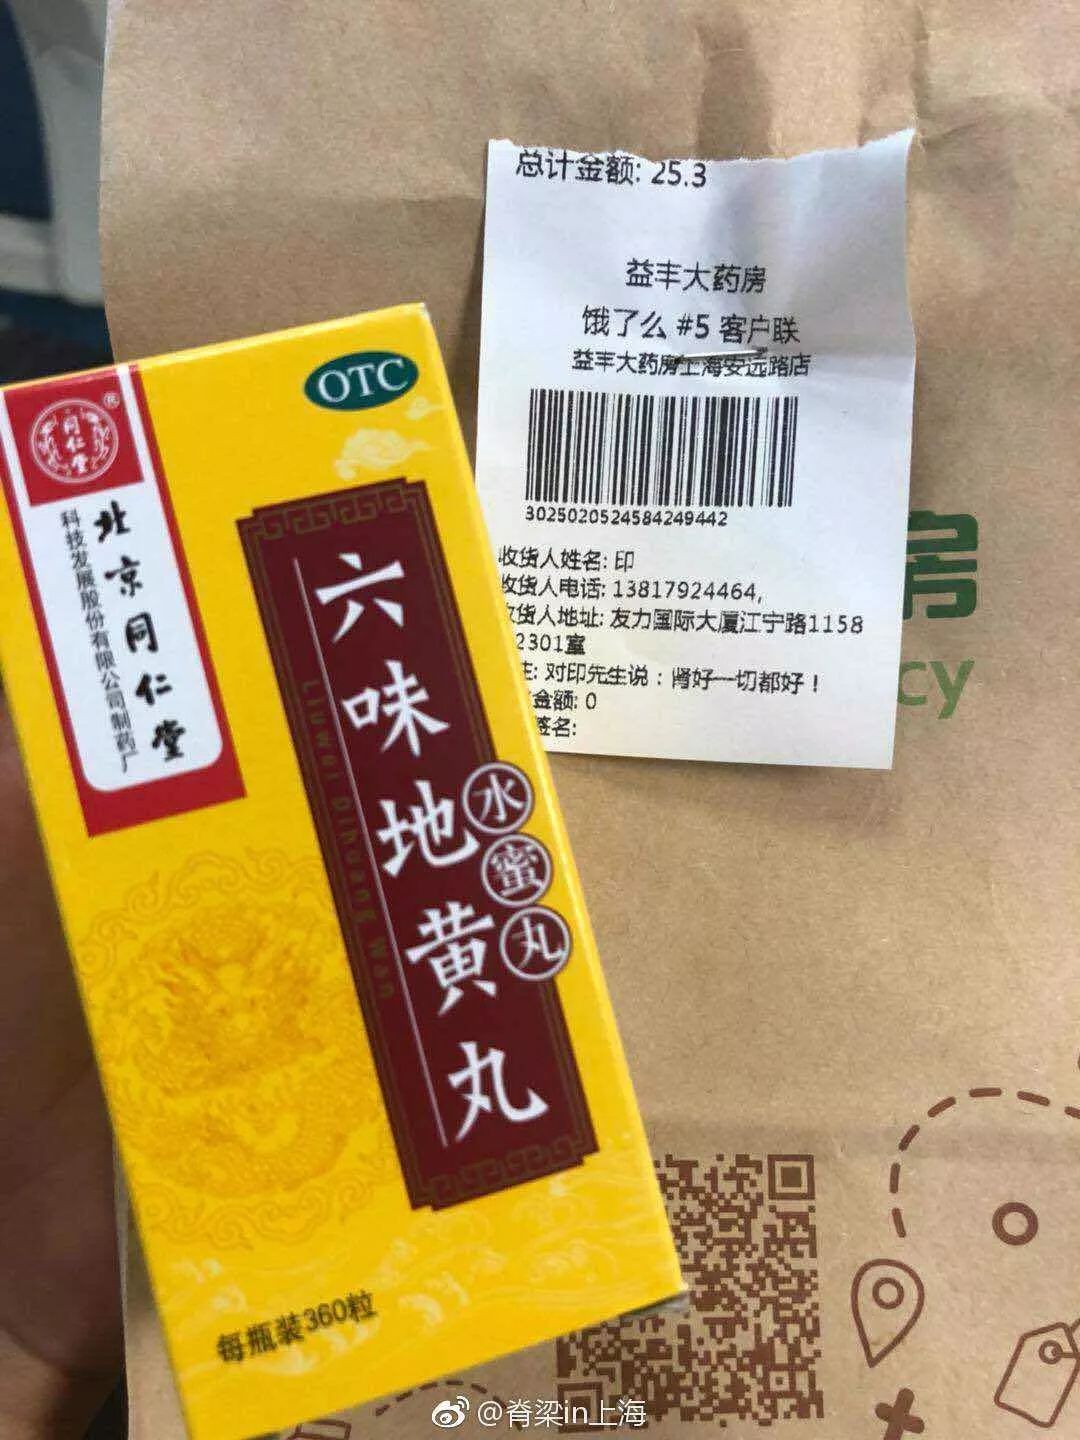 总计金额: 25.3
益丰大药房
饿了么 #5 客户联
益丰大药房上海安远路店
3025020524584249442
收货人姓名: 印
收货人电话: 13817924464,
收货人地址: 友力国际大厦江宁路1158
2301室
注: 对印先生说：肾好一切都好！
金额: 0
签名:
OTC
同仁堂
®
北京同仁堂
科技发展股份有限公司制药厂
六味地黄丸
水蜜丸
Liuwei Dihuang Wan
每瓶装360粒
房
cy
@脊梁in上海